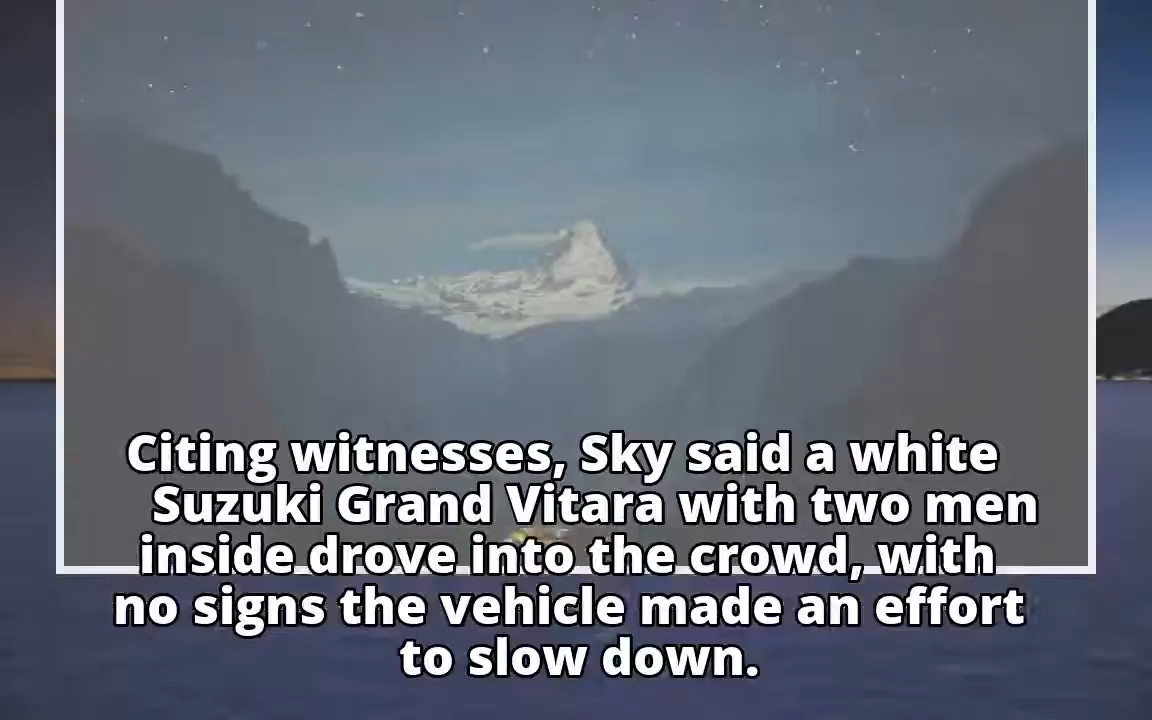 Citing witnesses, Sky said a white
Suzuki Grand Vitara with two men
inside drove into the crowd, with
no signs the vehicle made an effort
to slow down.